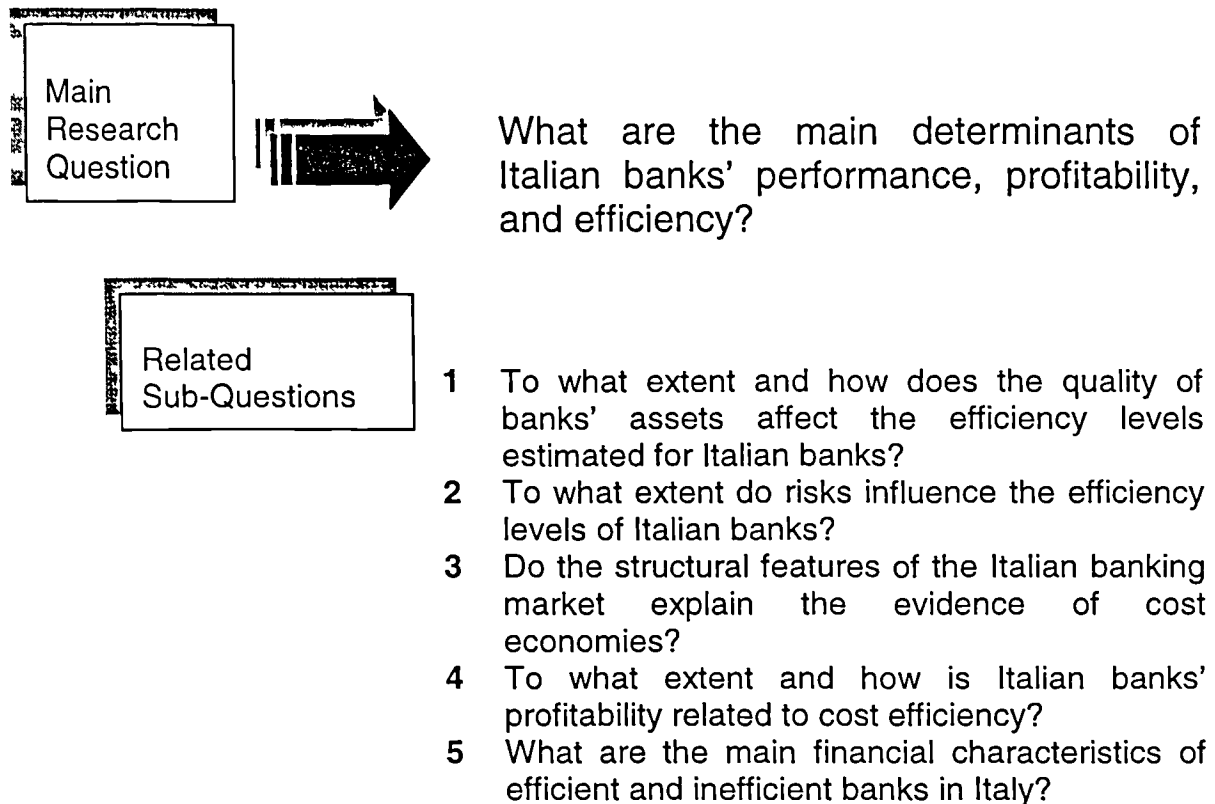 Main
Research
Question
What are the main determinants of
Italian banks' performance, profitability,
and efficiency?
Related
Sub-Questions
1 To what extent and how does the quality of
banks' assets affect the efficiency levels
estimated for Italian banks?
2 To what extent do risks influence the efficiency
levels of Italian banks?
3 Do the structural features of the Italian banking
market explain the evidence of cost
economies?
4 To what extent and how is Italian banks'
profitability related to cost efficiency?
5 What are the main financial characteristics of
efficient and inefficient banks in Italy?